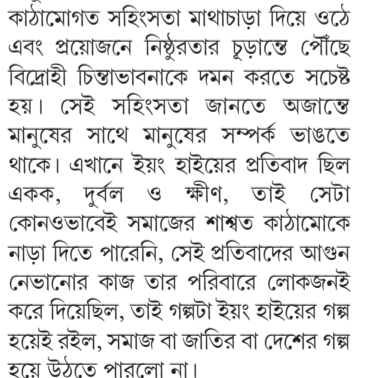 কাঠামোগত সহিংসতা মাথাচাড়া দিয়ে ওঠে
এবং প্রয়োজনে নিষ্ঠুরতার চূড়ান্তে পৌঁছে
বিদ্রোহী চিন্তাভাবনাকে দমন করতে সচেষ্ট
হয়। সেই সহিংসতা জানতে অজান্তে
মানুষের সাথে মানুষের সম্পর্ক ভাঙতে
থাকে। এখানে ইয়ং হাইয়ের প্রতিবাদ ছিল
একক, দুর্বল ও ক্ষীণ, তাই সেটা
কোনওভাবেই সমাজের শাশ্বত কাঠামোকে
নাড়া দিতে পারেনি, সেই প্রতিবাদের আগুন
নেভানোর কাজ তার পরিবারে লোকজনই
করে দিয়েছিল, তাই গল্পটা ইয়ং হাইয়ের গল্প
হয়েই রইল, সমাজ বা জাতির বা দেশের গল্প
হয়ে উঠতে পারলো না।